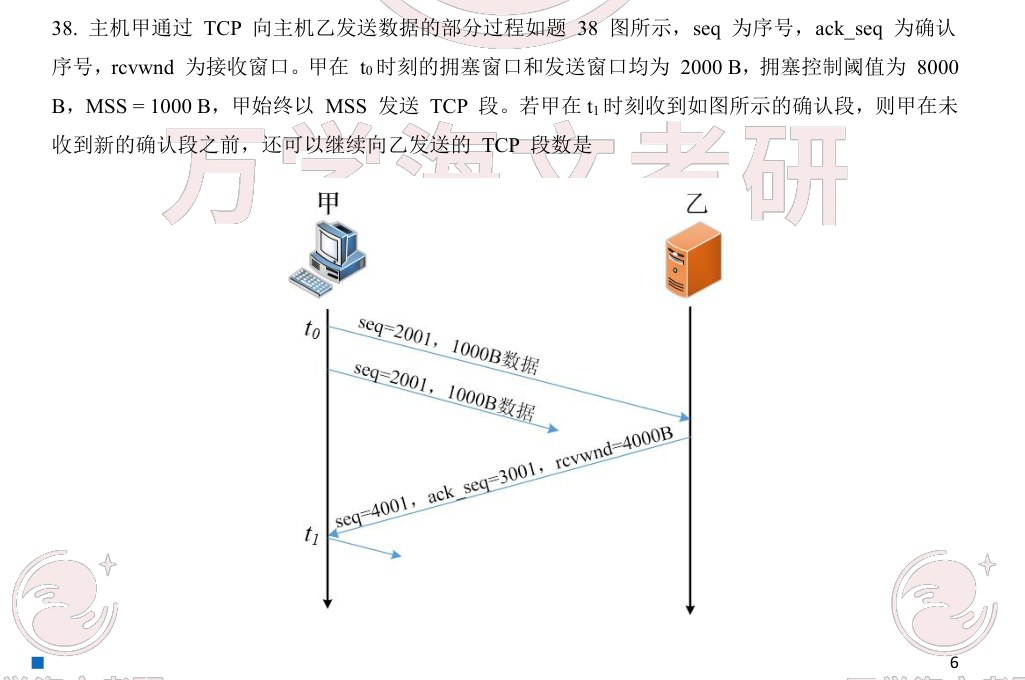 38. 主机甲通过 TCP 向主机乙发送数据的部分过程如题 38 图所示，seq 为序号，ack_seq 为确认
序号，rcvwnd 为接收窗口。甲在 t0 时刻的拥塞窗口和发送窗口均为 2000 B，拥塞控制阈值为 8000
B，MSS = 1000 B，甲始终以 MSS 发送 TCP 段。若甲在 t1 时刻收到如图所示的确认段，则甲在未
收到新的确认段之前，还可以继续向乙发送的 TCP 段数是
万学海文考研
甲
乙
t0
seq=2001，1000B数据
seq=2001，1000B数据
seq=4001，ack_seq=3001，rcvwnd=4000B
t1
6